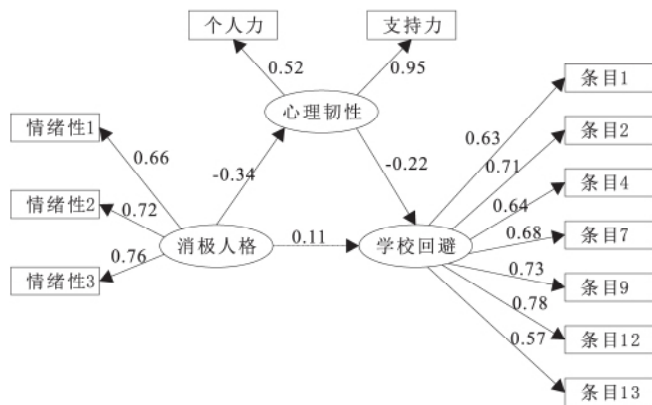 个人力
支持力
0.52
0.95
心理韧性
条目1
条目2
条目4
条目7
条目9
条目12
条目13
情绪性1
情绪性2
情绪性3
0.66
0.72
0.76
-0.34
-0.22
消极人格
0.11
学校回避
0.63
0.71
0.64
0.68
0.73
0.78
0.57